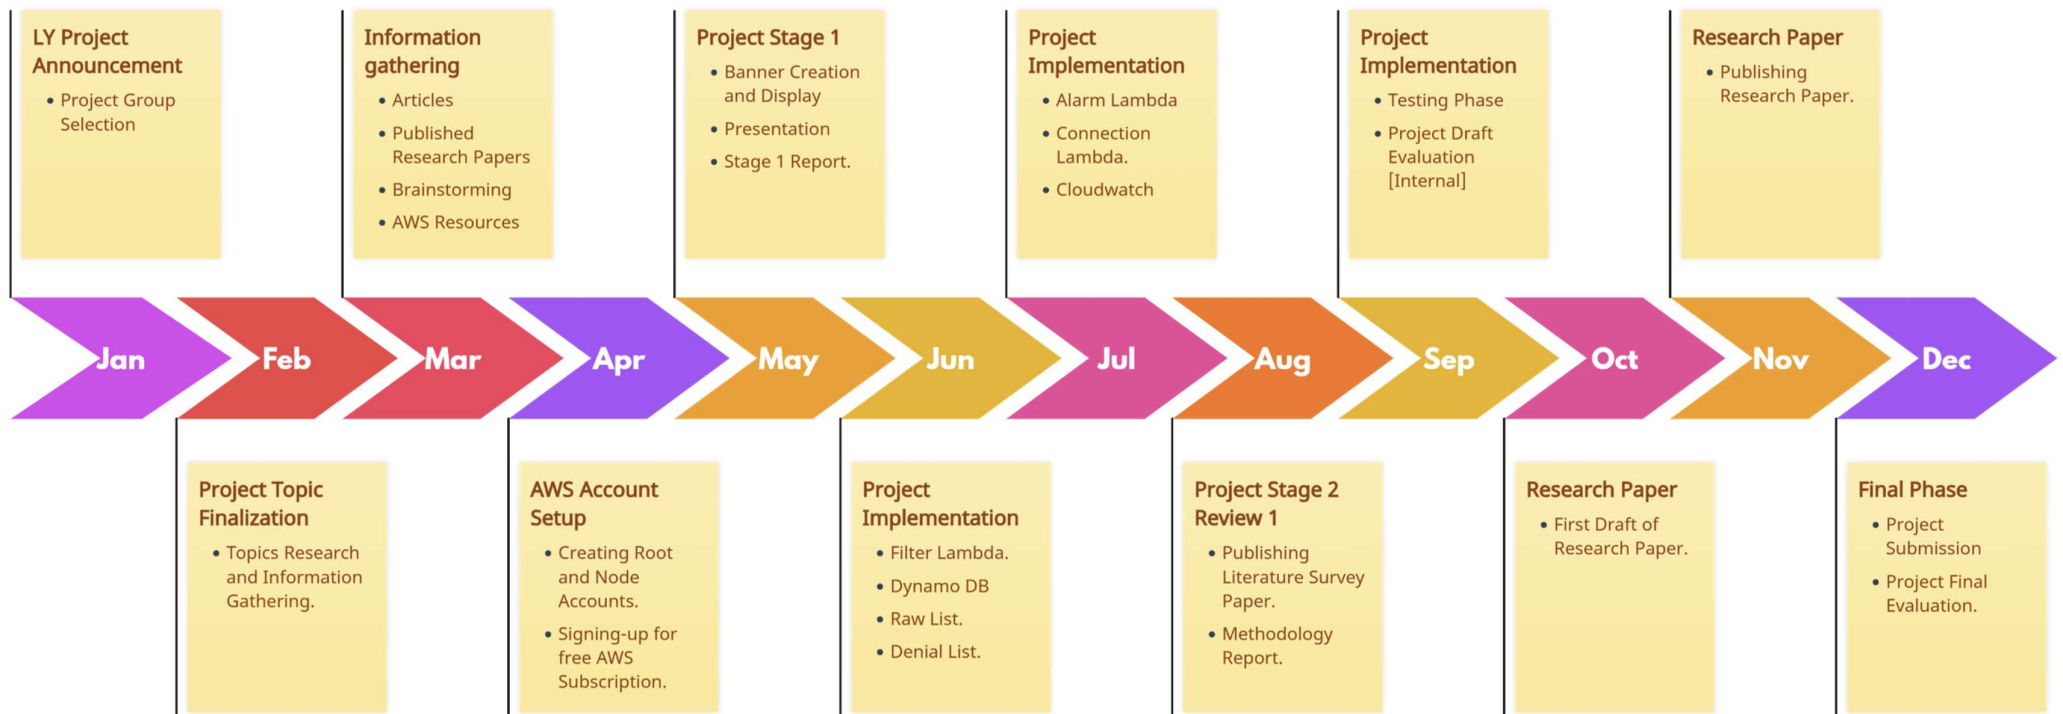 LY Project
Announcement
Project Group
Selection
Information
gathering
Articles
Published
Research Papers
Brainstorming
AWS Resources
Project Stage 1
Banner Creation
and Display
Presentation
Stage 1 Report.
Project
Implementation
Alarm Lambda
Connection
Lambda.
Cloudwatch
Project
Implementation
Testing Phase
Project Draft
Evaluation
[Internal]
Research Paper
Publishing
Research Paper.
Jan
Feb
Mar
Apr
May
Jun
Jul
Aug
Sep
Oct
Nov
Dec
Project Topic
Finalization
Topics Research
and Information
Gathering.
AWS Account
Setup
Creating Root
and Node
Accounts.
Signing-up for
free AWS
Subscription.
Project
Implementation
Filter Lambda.
Dynamo DB
Raw List.
Denial List.
Project Stage 2
Review 1
Publishing
Literature Survey
Paper.
Methodology
Report.
Research Paper
First Draft of
Research Paper.
Final Phase
Project
Submission
Project Final
Evaluation.